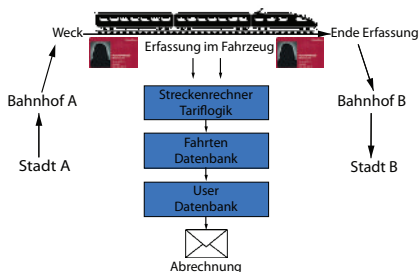 Weck
Ende Erfassung
Erfassung im Fahrzeug
Bahnhof A
Stadt A
Streckenrechner
Tariflogik
Fahrten
Datenbank
User
Datenbank
Abrechnung
Bahnhof B
Stadt B